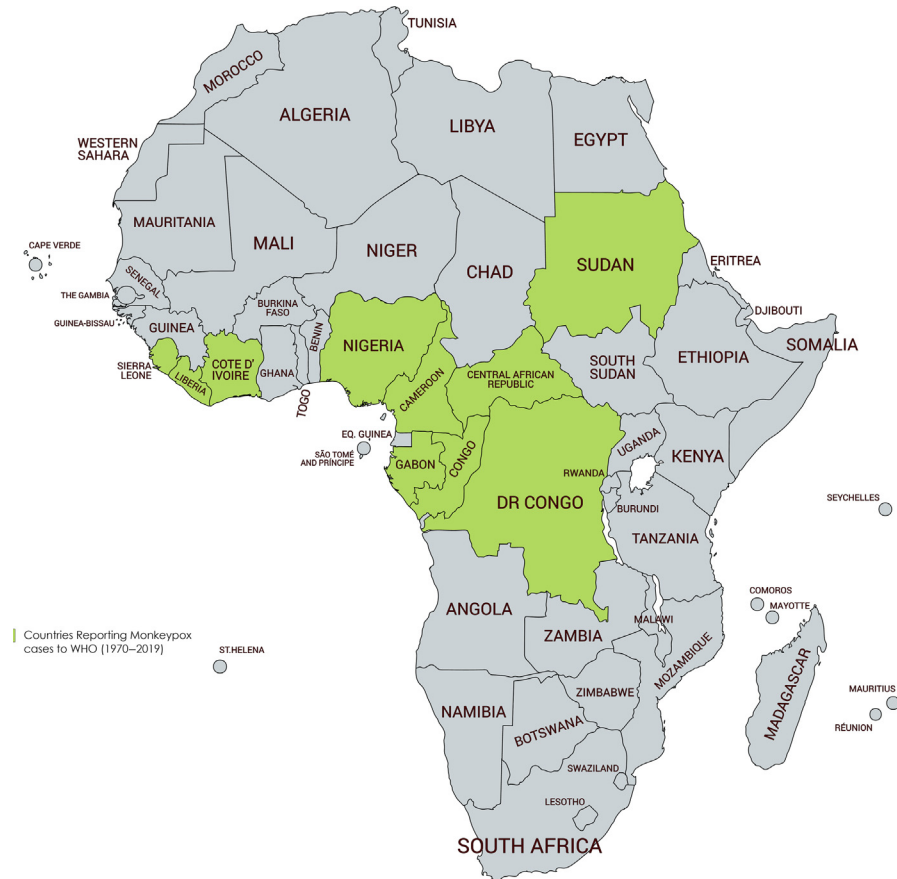 TUNISIA
MOROCCO
ALGERIA
LIBYA
EGYPT
WESTERN
SAHARA
MAURITANIA
MALI
NIGER
CHAD
SUDAN
ERITREA
CAPE VERDE
SENEGAL
THE GAMBIA
GUINEA-BISSAU
GUINEA
BURKINA
FASO
BENIN
NIGERIA
DJIBOUTI
SOMALIA
ETHIOPIA
SOUTH
SUDAN
SIERRA
LEONE
LIBERIA
COTE D'
IVOIRE
GHANA
TOGO
CAMEROON
CENTRAL AFRICAN
REPUBLIC
EQ. GUINEA
SÃO TOMÉ
AND PRÍNCIPE
GABON
CONGO
DR CONGO
UGANDA
KENYA
RWANDA
BURUNDI
TANZANIA
SEYCHELLES
COMOROS
MAYOTTE
ANGOLA
ZAMBIA
MALAWI
MOZAMBIQUE
Countries Reporting Monkeypox
cases to WHO (1970–2019)
ST.HELENA
NAMIBIA
ZIMBABWE
BOTSWANA
MADAGASCAR
MAURITIUS
RÉUNION
SWAZILAND
LESOTHO
SOUTH AFRICA